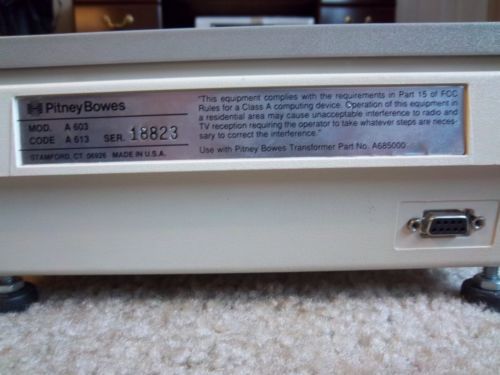 PitneyBowes
MOD. A 603
CODE A 613 SER. 18823
STAMFORD, CT 06926 MADE IN U.S.A.
"This equipment complies with the requirements in Part 15 of FCC
Rules for a Class A computing device. Operation of this equipment in
a residential area may cause unacceptable interference to radio and
TV reception requiring the operator to take whatever steps are neces-
sary to correct the interference."
Use with Pitney Bowes Transformer Part No. A685000